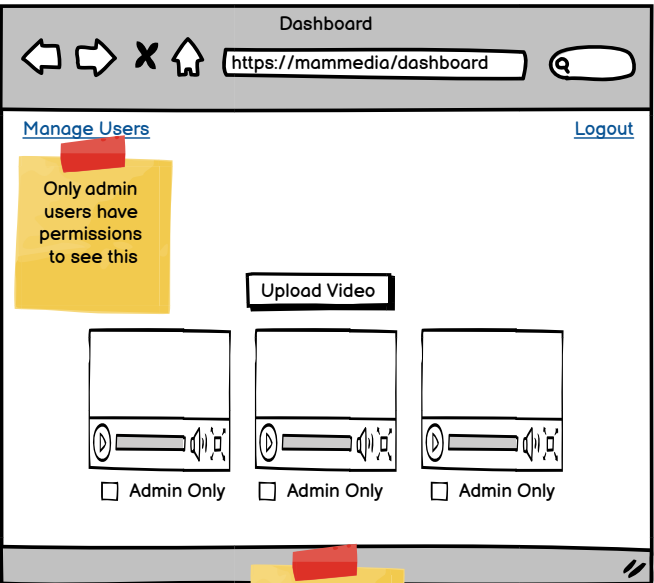 Dashboard
https://mammedia/dashboard
Manage Users
Logout
Only admin
users have
permissions
to see this
Upload Video
Admin Only
Admin Only
Admin Only